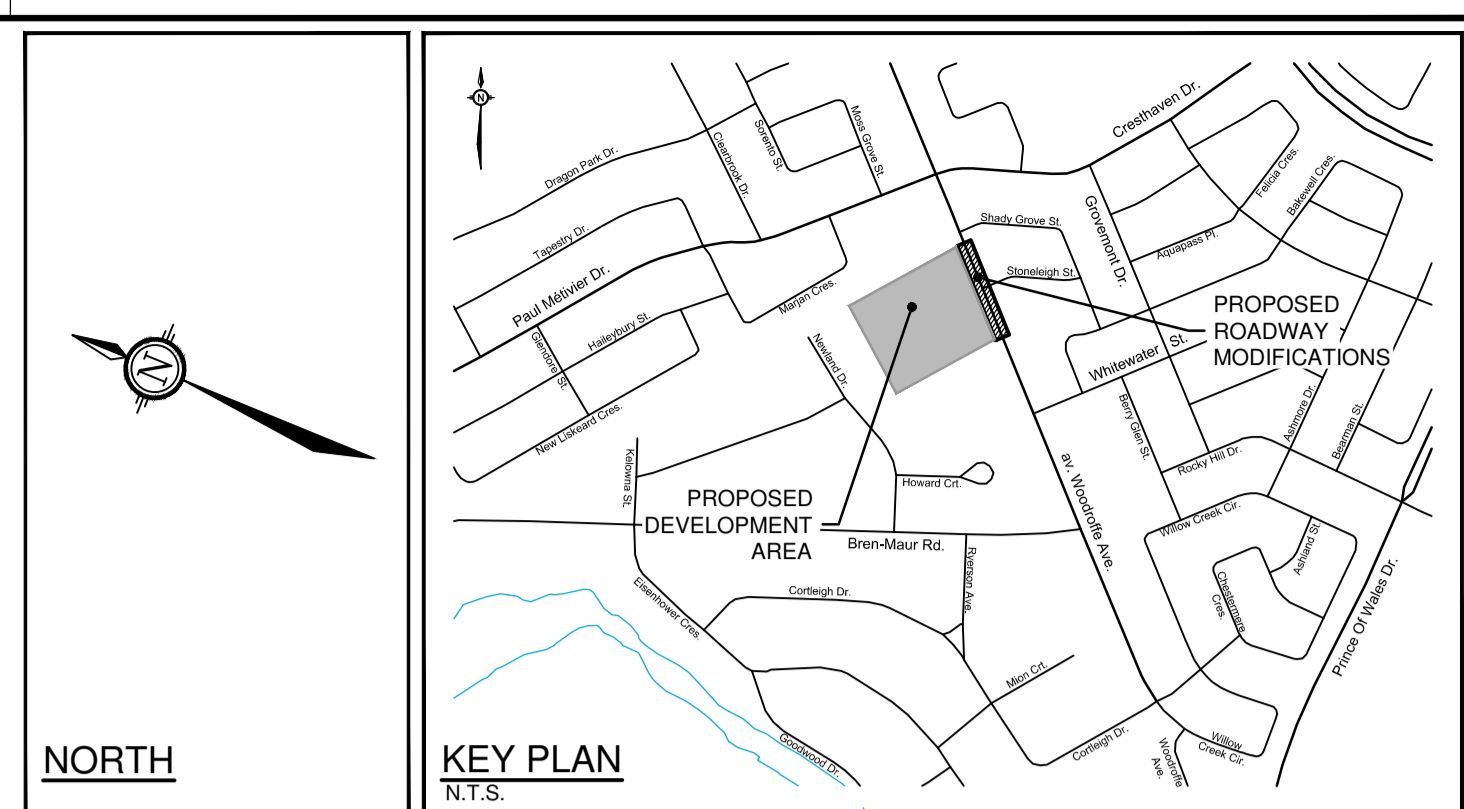 N
NORTH
N
Cresthaven Dr.
Moss Grove St.
Sorento St.
Clearbrook Dr.
Dragon Park Dr.
Felicia Cres.
Bakewell Cres.
Tapestry Dr.
Shady Grove St.
Grovemont Dr.
Aquapass Pl.
Paul Métivier Dr.
Marjan Cres.
Stoneleigh St.
Haileybury St.
Glendore St.
PROPOSED
ROADWAY
MODIFICATIONS
Newland Dr.
Whitewater St.
New Liskeard Cres.
Berry Glen St.
Ashmore Dr.
Bearman St.
Kelowna St.
Rocky Hill Dr.
av. Woodroffe Ave.
Howard Crt.
PROPOSED
DEVELOPMENT
AREA
Bren-Maur Rd.
Willow Creek Cir.
Ashland St.
Ryerson Ave.
Chestermere
Cres.
Eisenhower Cres.
Cortleigh Dr.
Prince Of Wales Dr.
Mion Crt.
Goodwood Dr.
Cortleigh Dr.
Woodroffe
Ave.
Willow
Creek Cir.
KEY PLAN
N.T.S.